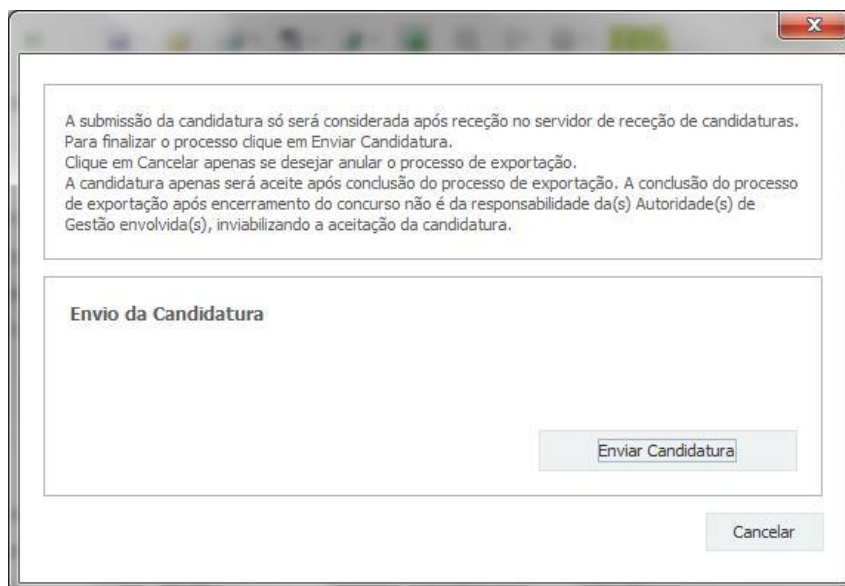 A submissão da candidatura só será considerada após receção no servidor de receção de candidaturas.
Para finalizar o processo clique em Enviar Candidatura.
Clique em Cancelar apenas se desejar anular o processo de exportação.
A candidatura apenas será aceite após conclusão do processo de exportação. A conclusão do processo
de exportação após encerramento do concurso não é da responsabilidade da(s) Autoridade(s) de
Gestão envolvida(s), inviabilizando a aceitação da candidatura.
Envio da Candidatura
Enviar Candidatura
Cancelar